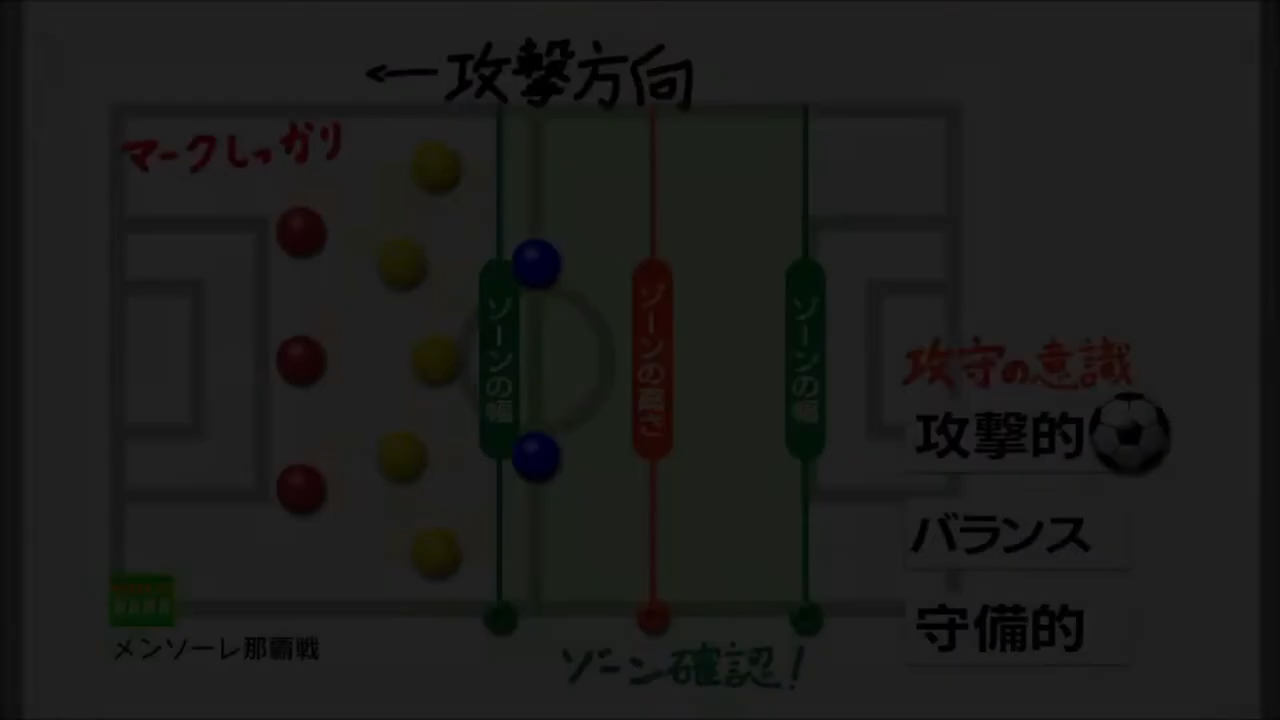 ←攻撃方向
マークしっかり
ゾーンの幅
ゾーンの高さ
ゾーンの幅
攻守の意識
攻撃的
バランス
守備的
メンソーレ那覇戦
ゾーン確認!